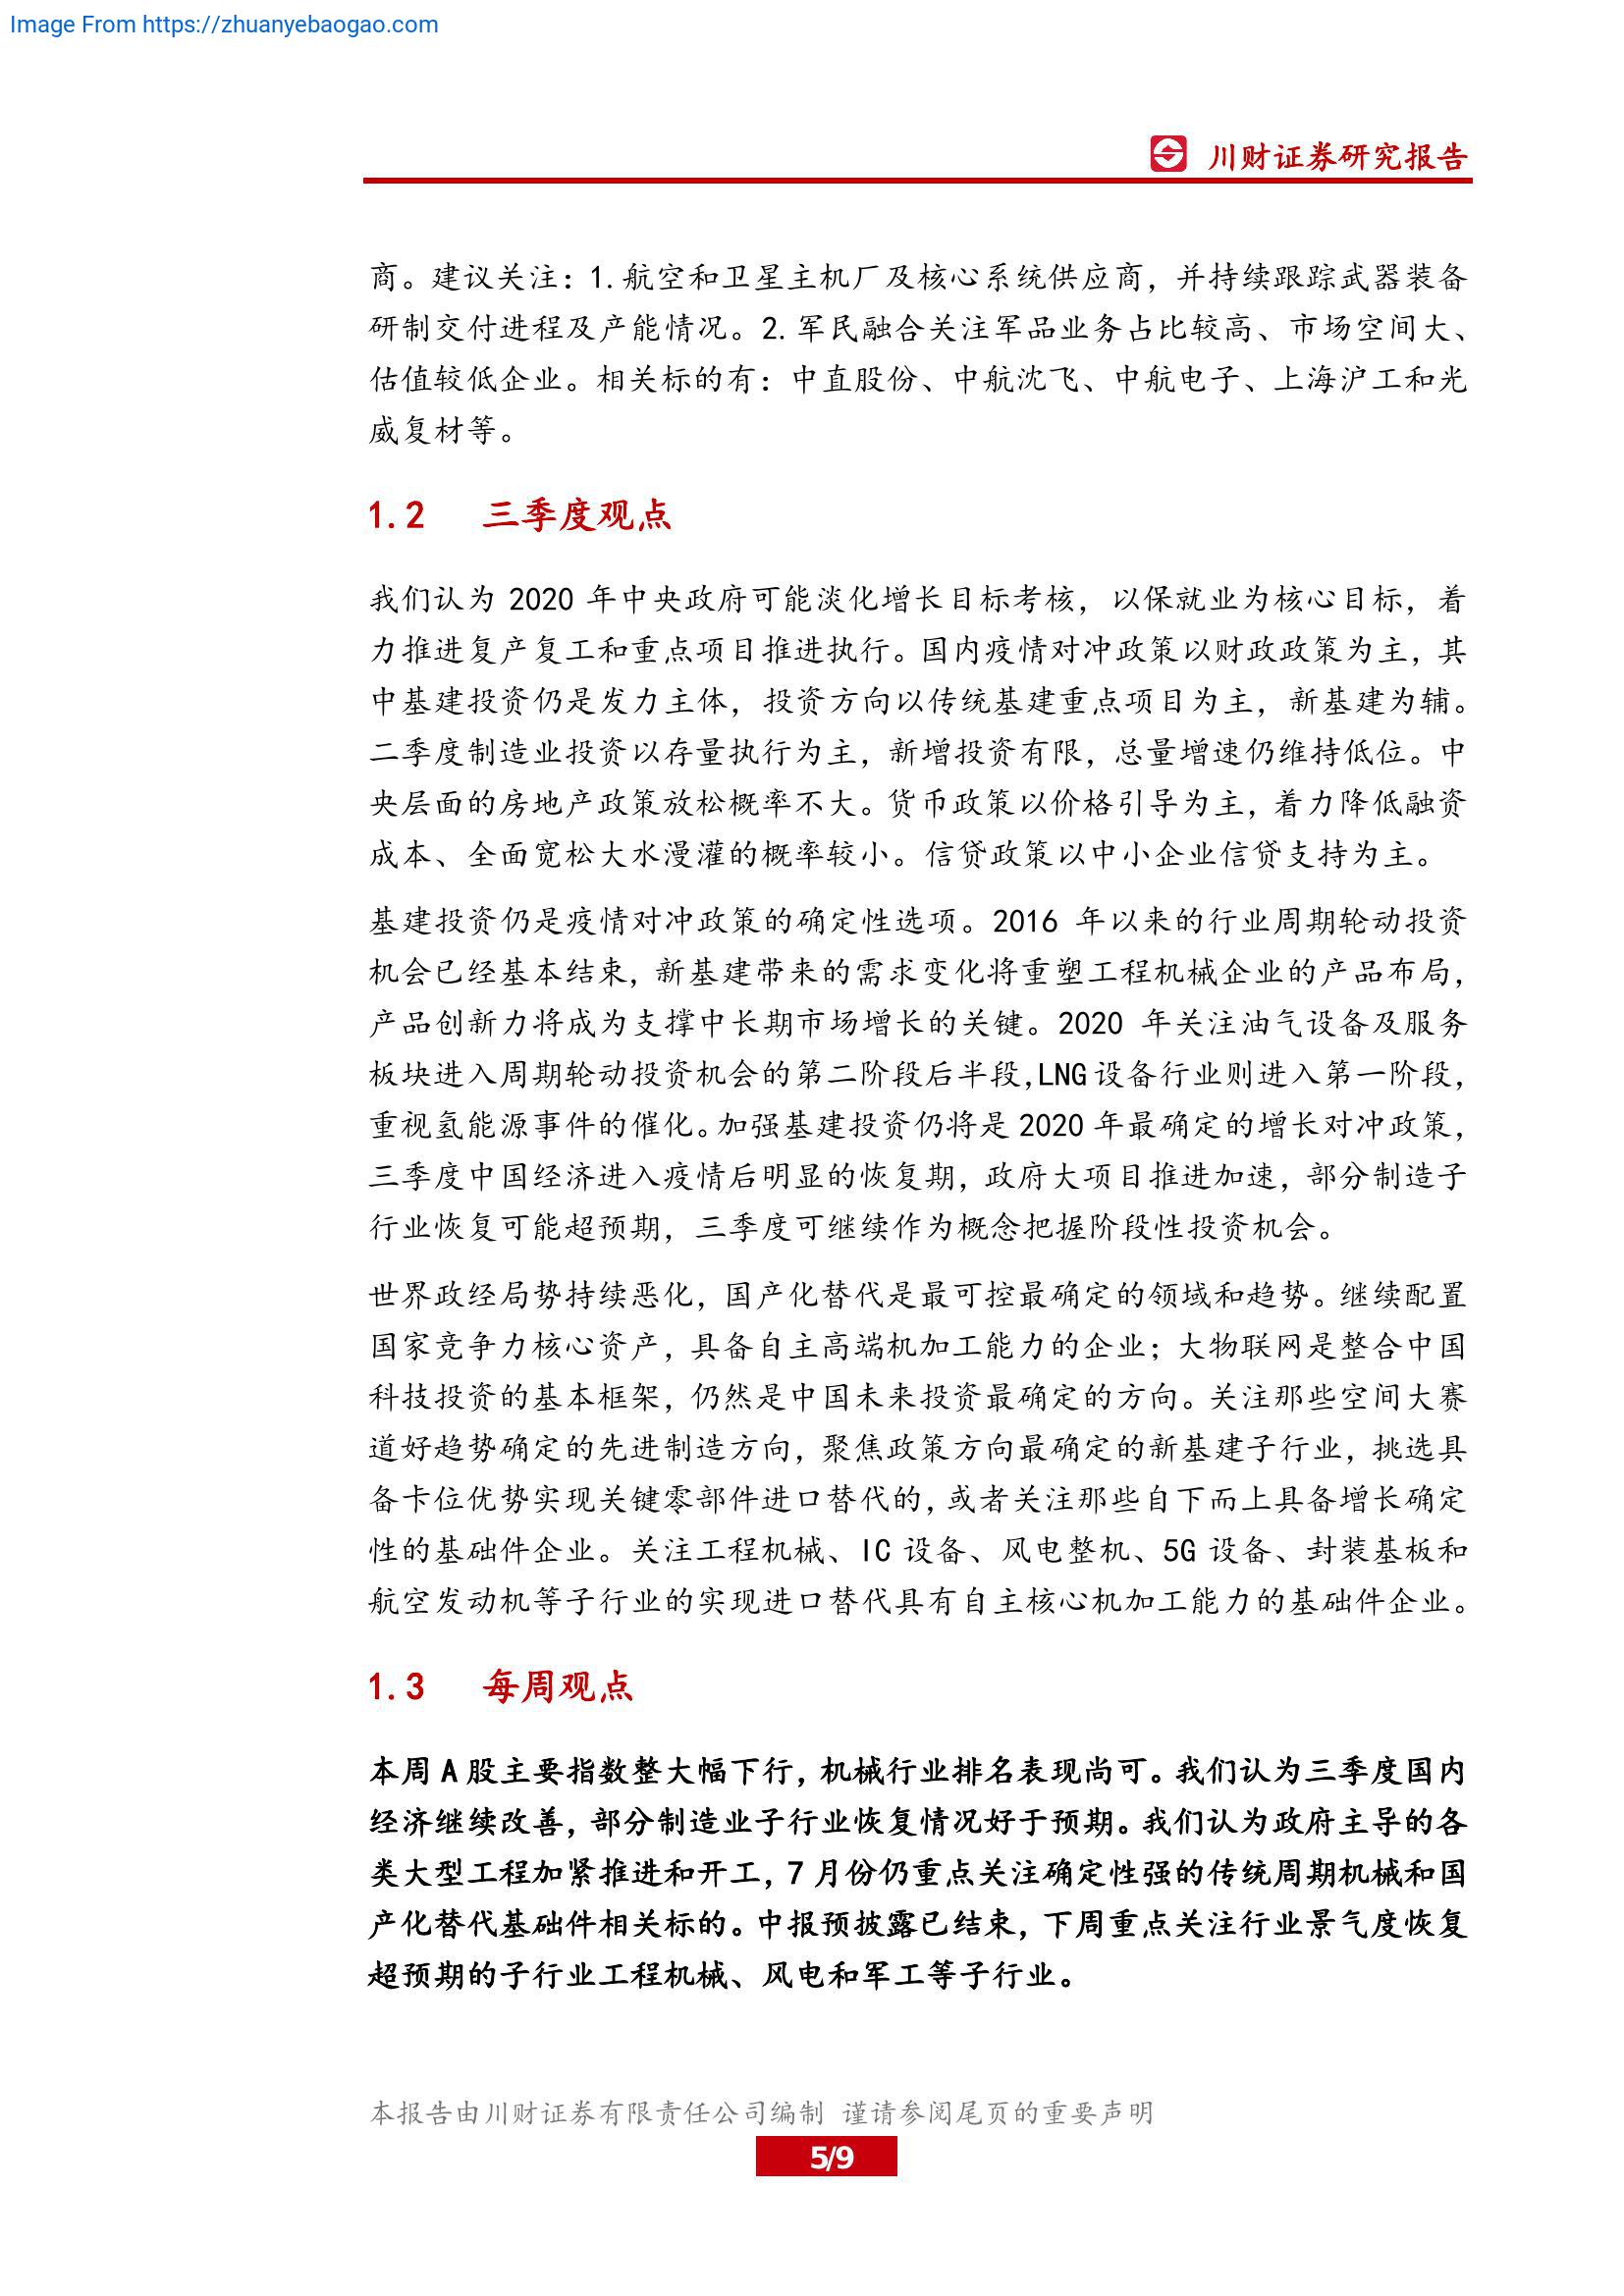 Image From https://zhuanyebaogao.com
川财证券研究报告
商。建议关注：1.航空和卫星主机厂及核心系统供应商，并持续跟踪武器装备
研制交付进程及产能情况。2.军民融合关注军品业务占比较高、市场空间大、
估值较低企业。相关标的有：中直股份、中航沈飞、中航电子、上海沪工和光
威复材等。
1.2 三季度观点
我们认为 2020 年中央政府可能淡化增长目标考核，以保就业为核心目标，着
力推进复产复工和重点项目推进执行。国内疫情对冲政策以财政政策为主，其
中基建投资仍是发力主体，投资方向以传统基建重点项目为主，新基建为辅。
二季度制造业投资以存量执行为主，新增投资有限，总量增速仍维持低位。中
央层面的房地产政策放松概率不大。货币政策以价格引导为主，着力降低融资
成本、全面宽松大水漫灌的概率较小。信贷政策以中小企业信贷支持为主。
基建投资仍是疫情对冲政策的确定性选项。2016 年以来的行业周期轮动投资
机会已经基本结束，新基建带来的需求变化将重塑工程机械企业的产品布局，
产品创新力将成为支撑中长期市场增长的关键。2020 年关注油气设备及服务
板块进入周期轮动投资机会的第二阶段后半段，LNG 设备行业则进入第一阶段，
重视氢能源事件的催化。加强基建投资仍将是 2020 年最确定的增长对冲政策，
三季度中国经济进入疫情后明显的恢复期，政府大项目推进加速，部分制造子
行业恢复可能超预期，三季度可继续作为概念把握阶段性投资机会。
世界政经局势持续恶化，国产化替代是最可控最确定的领域和趋势。继续配置
国家竞争力核心资产，具备自主高端机加工能力的企业；大物联网是整合中国
科技投资的基本框架，仍然是中国未来投资最确定的方向。关注那些空间大赛
道好趋势确定的先进制造方向，聚焦政策方向最确定的新基建子行业，挑选具
备卡位优势实现关键零部件进口替代的，或者关注那些自下而上具备增长确定
性的基础件企业。关注工程机械、IC 设备、风电整机、5G 设备、封装基板和
航空发动机等子行业的实现进口替代具有自主核心机加工能力的基础件企业。
1.3 每周观点
本周 A 股主要指数整大幅下行，机械行业排名表现尚可。我们认为三季度国内
经济继续改善，部分制造业子行业恢复情况好于预期。我们认为政府主导的各
类大型工程加紧推进和开工，7 月份仍重点关注确定性强的传统周期机械和国
产化替代基础件相关标的。中报预披露已结束，下周重点关注行业景气度恢复
超预期的子行业工程机械、风电和军工等子行业。
本报告由川财证券有限责任公司编制 谨请参阅尾页的重要声明
5/9